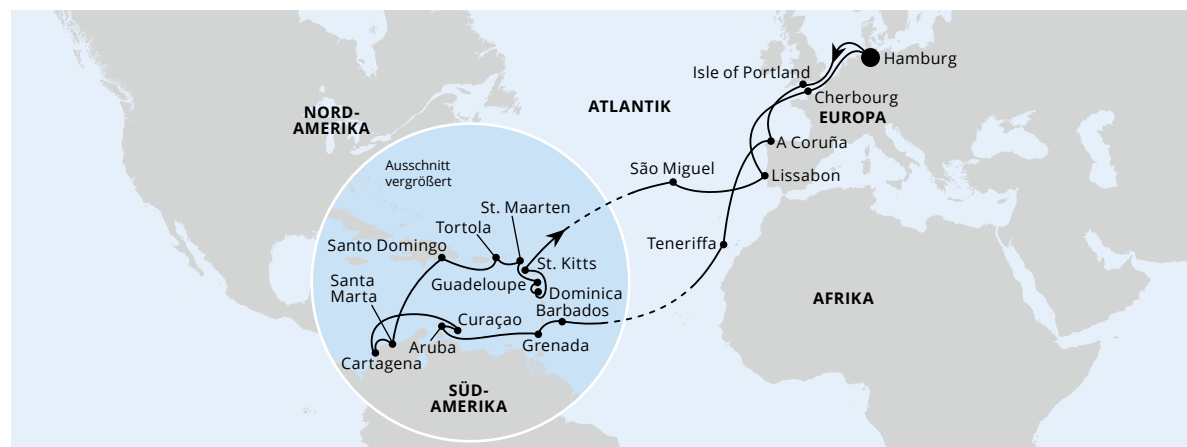 Hamburg
Isle of Portland
Cherbourg
EUROPA
ATLANTIK
NORD-
AMERIKA
A Coruña
Ausschnitt
vergrößert
São Miguel
Lissabon
St. Maarten
Tortola
Santo Domingo
Teneriffa
St. Kitts
Santa
Marta
Guadeloupe
Dominica
Barbados
AFRIKA
Curaçao
Aruba
Grenada
Cartagena
SÜD-
AMERIKA